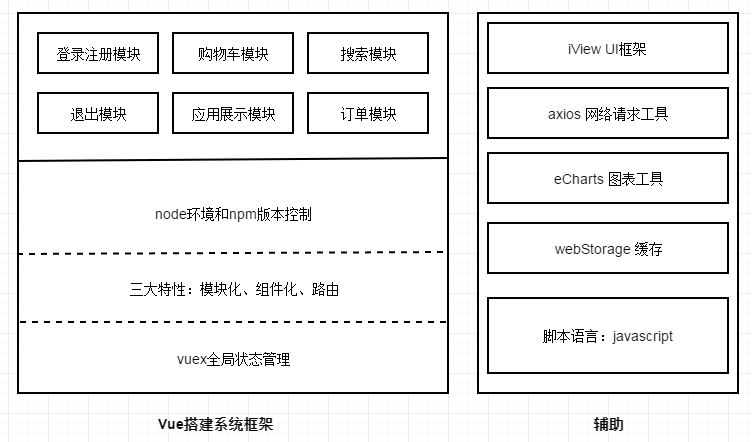 登录注册模块
购物车模块
搜索模块
退出模块
应用展示模块
订单模块
node环境和npm版本控制
三大特性：模块化、组件化、路由
vuex全局状态管理
Vue搭建系统框架
iView UI框架
axios 网络请求工具
eCharts 图表工具
webStorage 缓存
脚本语言：javascript
辅助